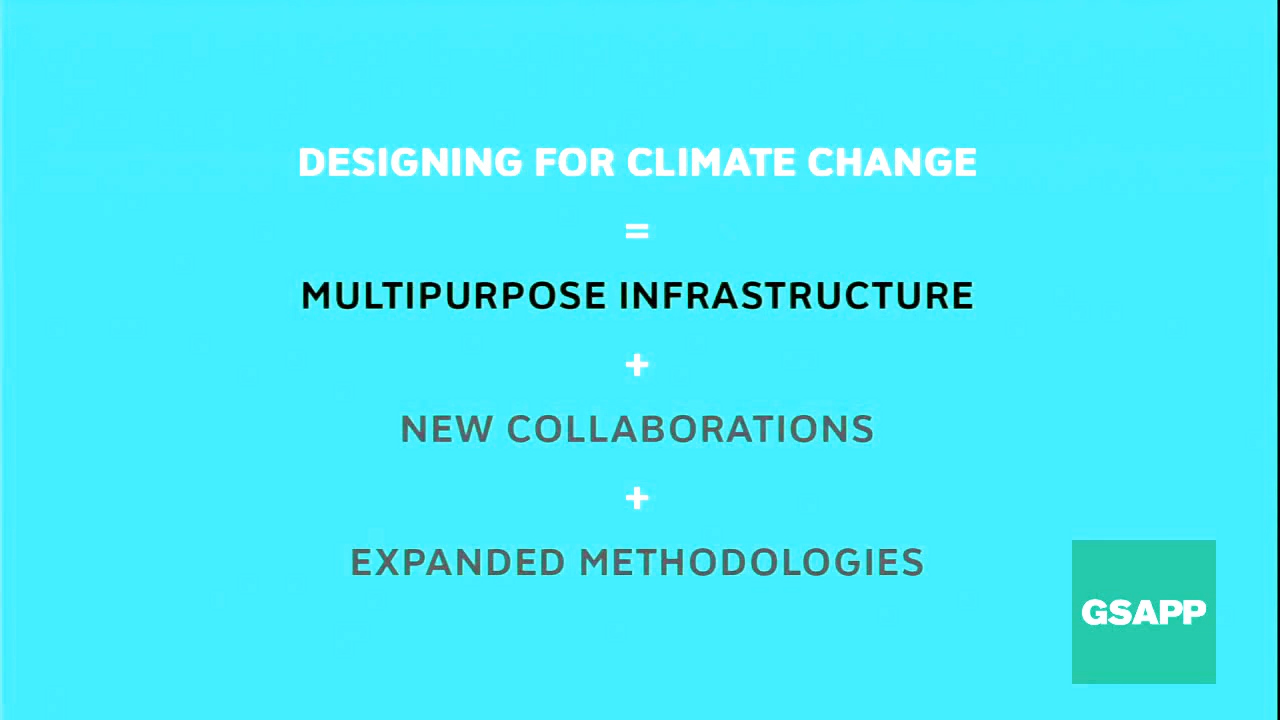 DESIGNING FOR CLIMATE CHANGE
=
MULTIPURPOSE INFRASTRUCTURE
+
NEW COLLABORATIONS
+
EXPANDED METHODOLOGIES
GSAPP